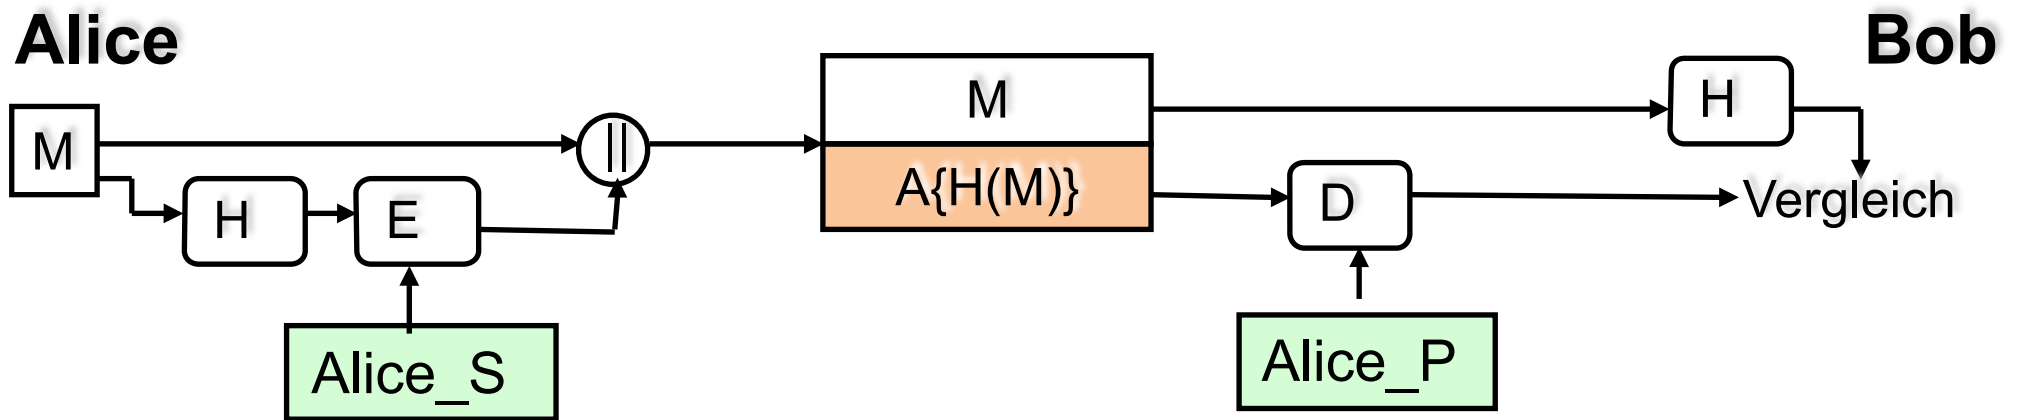 Alice
Bob
M
||
M
H
H
E
A{H(M)}
D
Vergleich
Alice_S
Alice_P